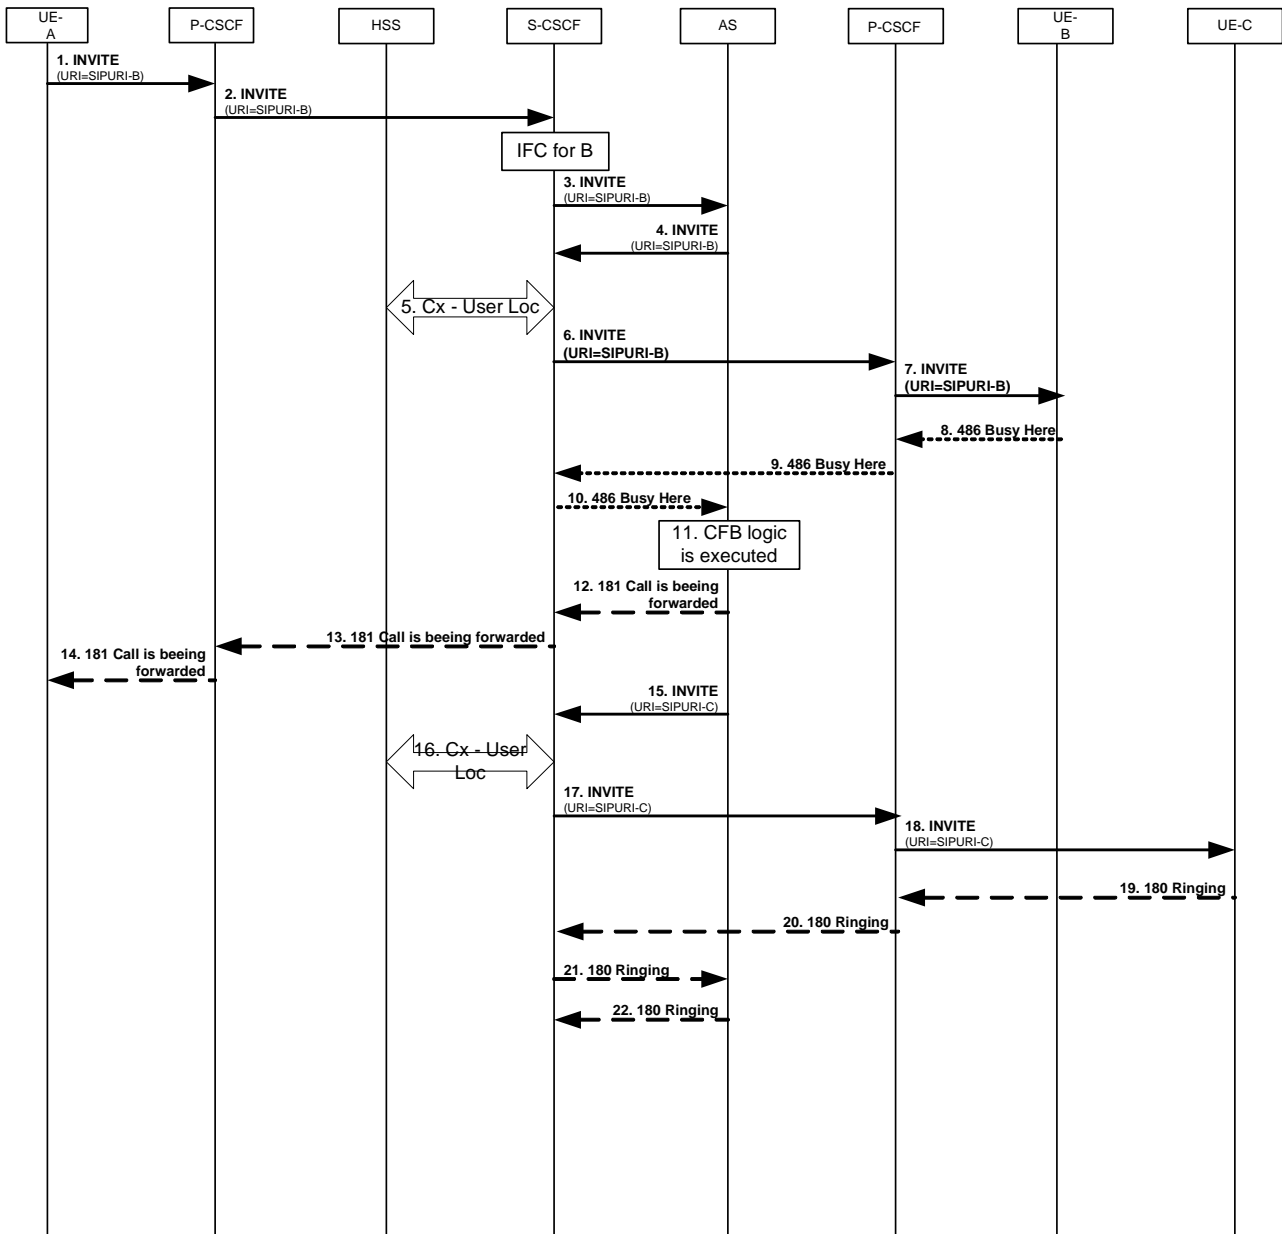 UE-
A
P-CSCF
HSS
S-CSCF
AS
P-CSCF
UE-
B
UE-C
1. INVITE
(URI=SIPURI-B)
2. INVITE
(URI=SIPURI-B)
IFC for B
3. INVITE
(URI=SIPURI-B)
4. INVITE
(URI=SIPURI-B)
5. Cx - User Loc
6. INVITE
(URI=SIPURI-B)
7. INVITE
(URI=SIPURI-B)
8. 486 Busy Here
9. 486 Busy Here
10. 486 Busy Here
11. CFB logic
is executed
12. 181 Call is beeing
forwarded
13. 181 Call is beeing forwarded
14. 181 Call is beeing
forwarded
15. INVITE
(URI=SIPURI-C)
16. Cx - User
Loc
17. INVITE
(URI=SIPURI-C)
18. INVITE
(URI=SIPURI-C)
19. 180 Ringing
20. 180 Ringing
21. 180 Ringing
22. 180 Ringing